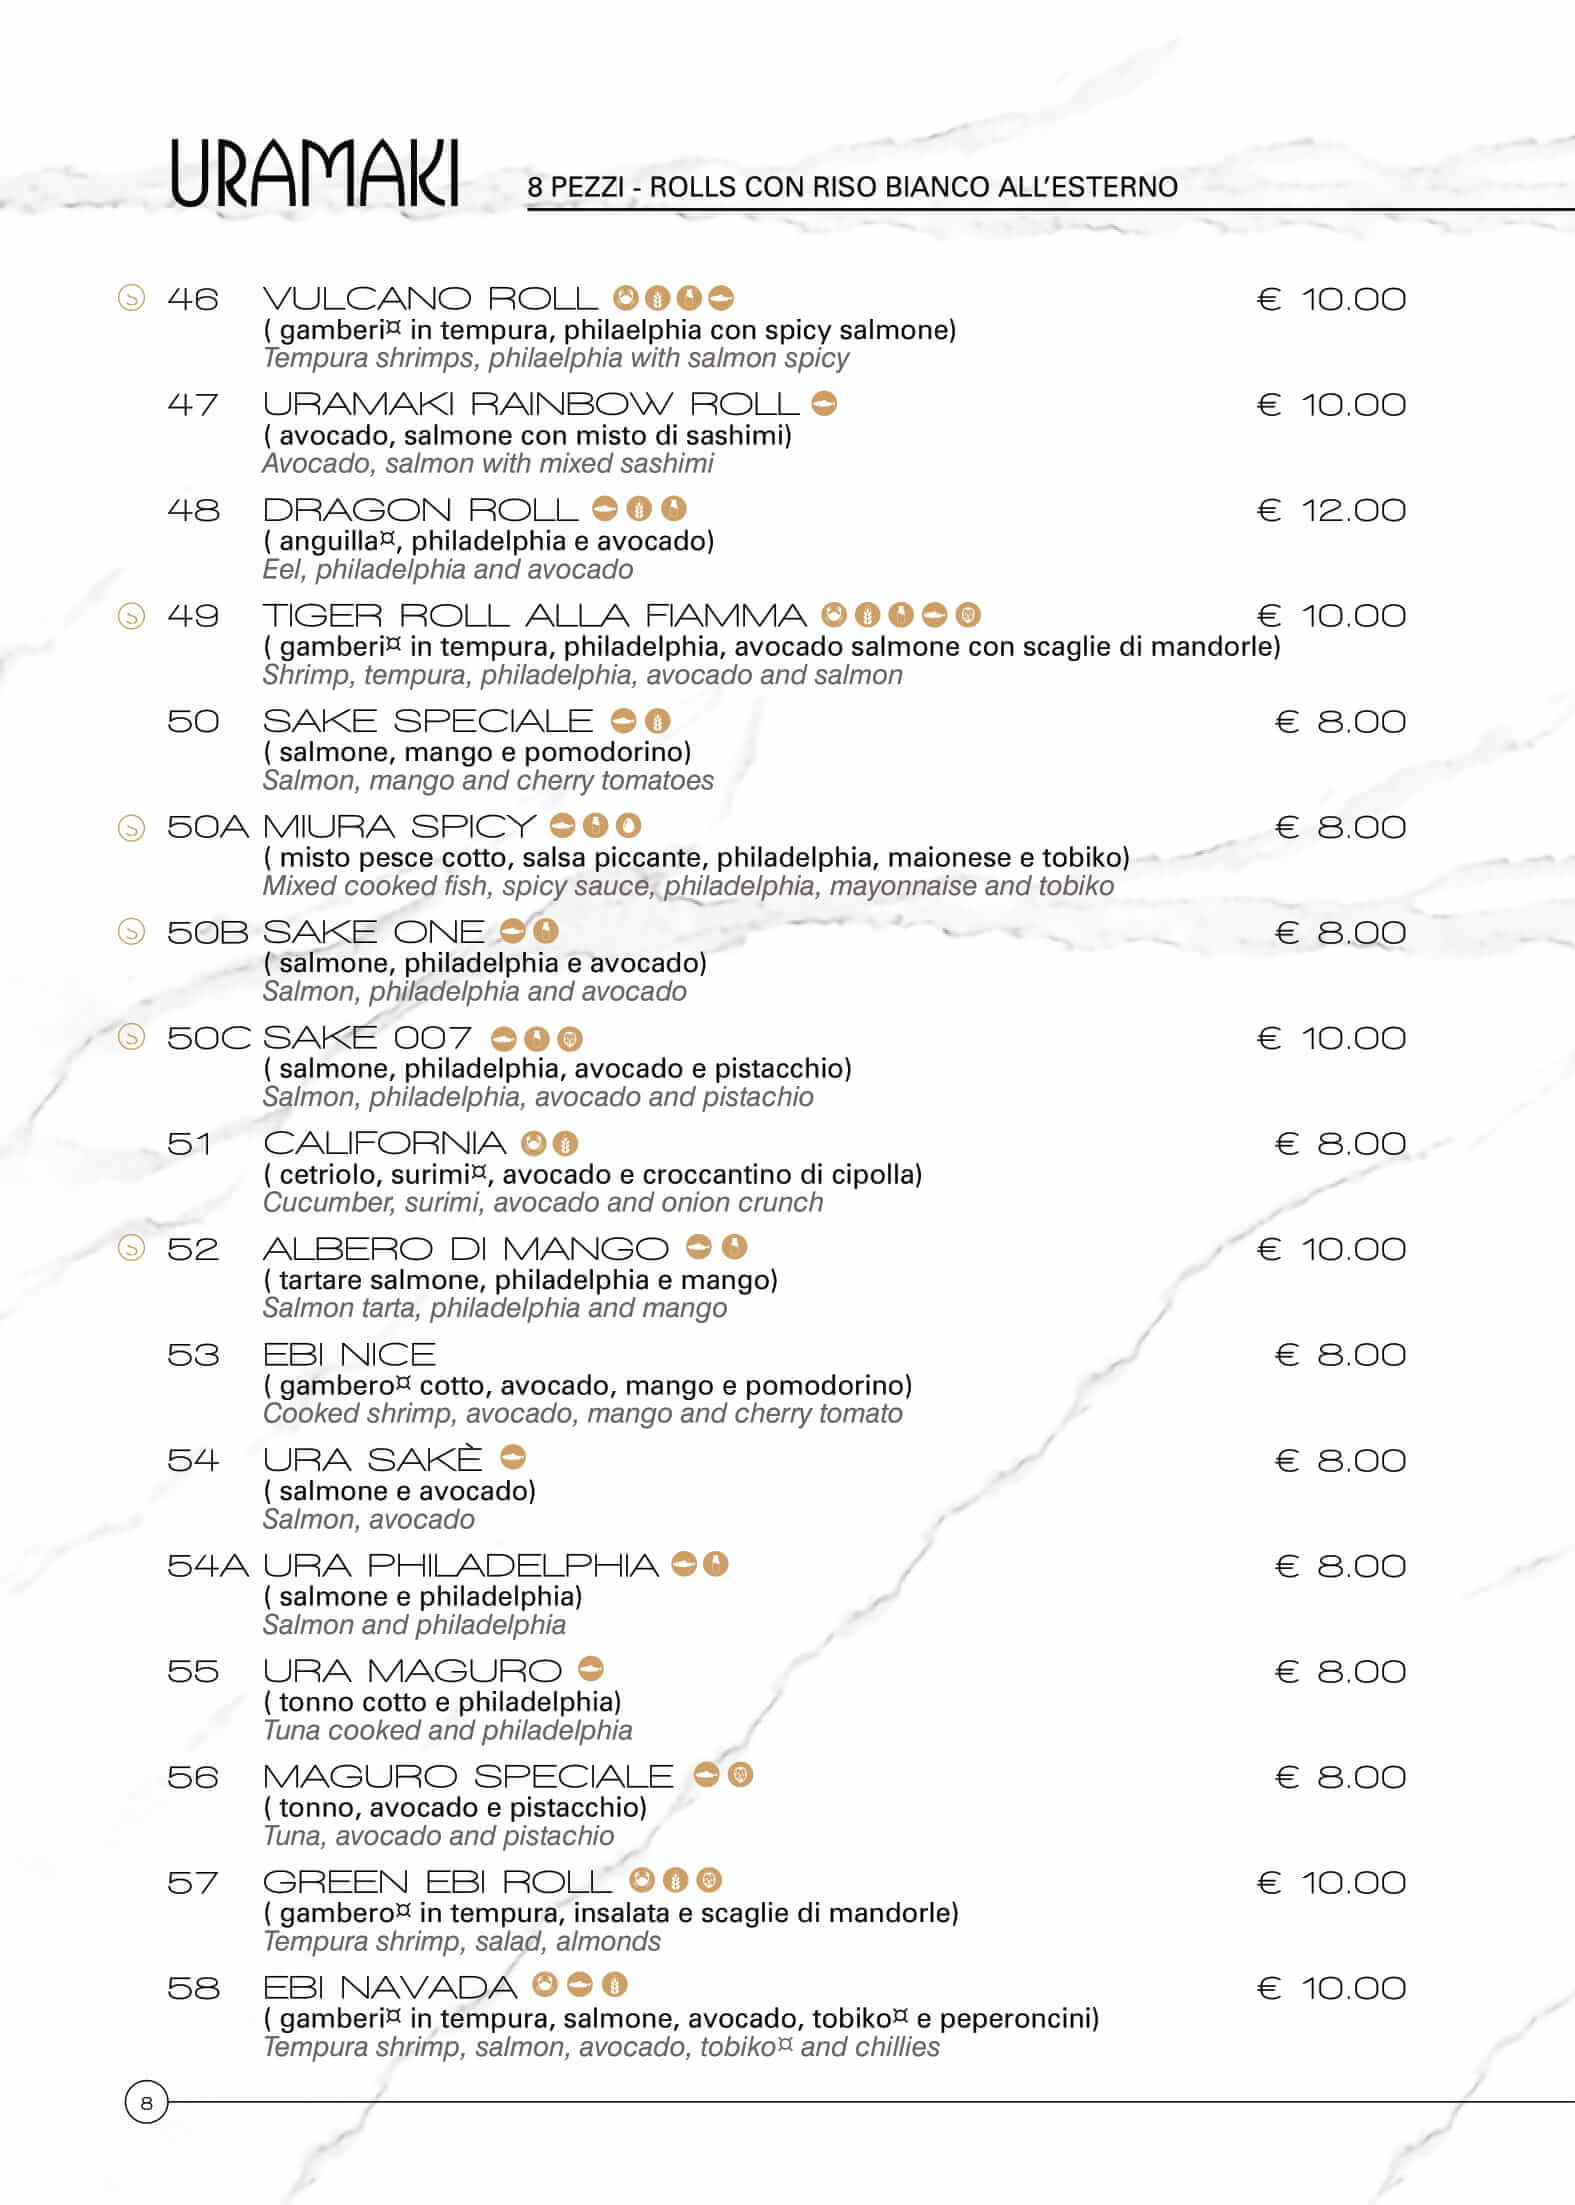 URAMAKI
8 PEZZI - ROLLS CON RISO BIANCO ALL'ESTERNO
S 46 VULCANO ROLL € 10.00
( gamberi¤ in tempura, philaelphia con spicy salmone)
Tempura shrimps, philaelphia with salmon spicy
47 URAMAKI RAINBOW ROLL € 10.00
( avocado, salmone con misto di sashimi)
Avocado, salmon with mixed sashimi
48 DRAGON ROLL € 12.00
( anguilla¤, philadelphia e avocado)
Eel, philadelphia and avocado
S 49 TIGER ROLL ALLA FIAMMA € 10.00
( gamberi¤ in tempura, philadelphia, avocado salmone con scaglie di mandorle)
Shrimp, tempura, philadelphia, avocado and salmon
50 SAKE SPECIALE € 8.00
( salmone, mango e pomodorino)
Salmon, mango and cherry tomatoes
S 50A MIURA SPICY € 8.00
( misto pesce cotto, salsa piccante, philadelphia, maionese e tobiko)
Mixed cooked fish, spicy sauce, philadelphia, mayonnaise and tobiko
S 50B SAKE ONE € 8.00
( salmone, philadelphia e avocado)
Salmon, philadelphia and avocado
S 50C SAKE 007 € 10.00
( salmone, philadelphia, avocado e pistacchio)
Salmon, philadelphia, avocado and pistachio
51 CALIFORNIA € 8.00
( cetriolo, surimi¤, avocado e croccantino di cipolla)
Cucumber, surimi, avocado and onion crunch
S 52 ALBERO DI MANGO € 10.00
( tartare salmone, philadelphia e mango)
Salmon tarta, philadelphia and mango
53 EBI NICE € 8.00
( gambero¤ cotto, avocado, mango e pomodorino)
Cooked shrimp, avocado, mango and cherry tomato
54 URA SAKÈ € 8.00
( salmone e avocado)
Salmon, avocado
54A URA PHILADELPHIA € 8.00
( salmone e philadelphia)
Salmon and philadelphia
55 URA MAGURO € 8.00
( tonno cotto e philadelphia)
Tuna cooked and philadelphia
56 MAGURO SPECIALE € 8.00
( tonno, avocado e pistacchio)
Tuna, avocado and pistachio
57 GREEN EBI ROLL € 10.00
( gambero¤ in tempura, insalata e scaglie di mandorle)
Tempura shrimp, salad, almonds
58 EBI NAVADA € 10.00
( gamberi¤ in tempura, salmone, avocado, tobiko¤ e peperoncini)
Tempura shrimp, salmon, avocado, tobiko¤ and chillies
8